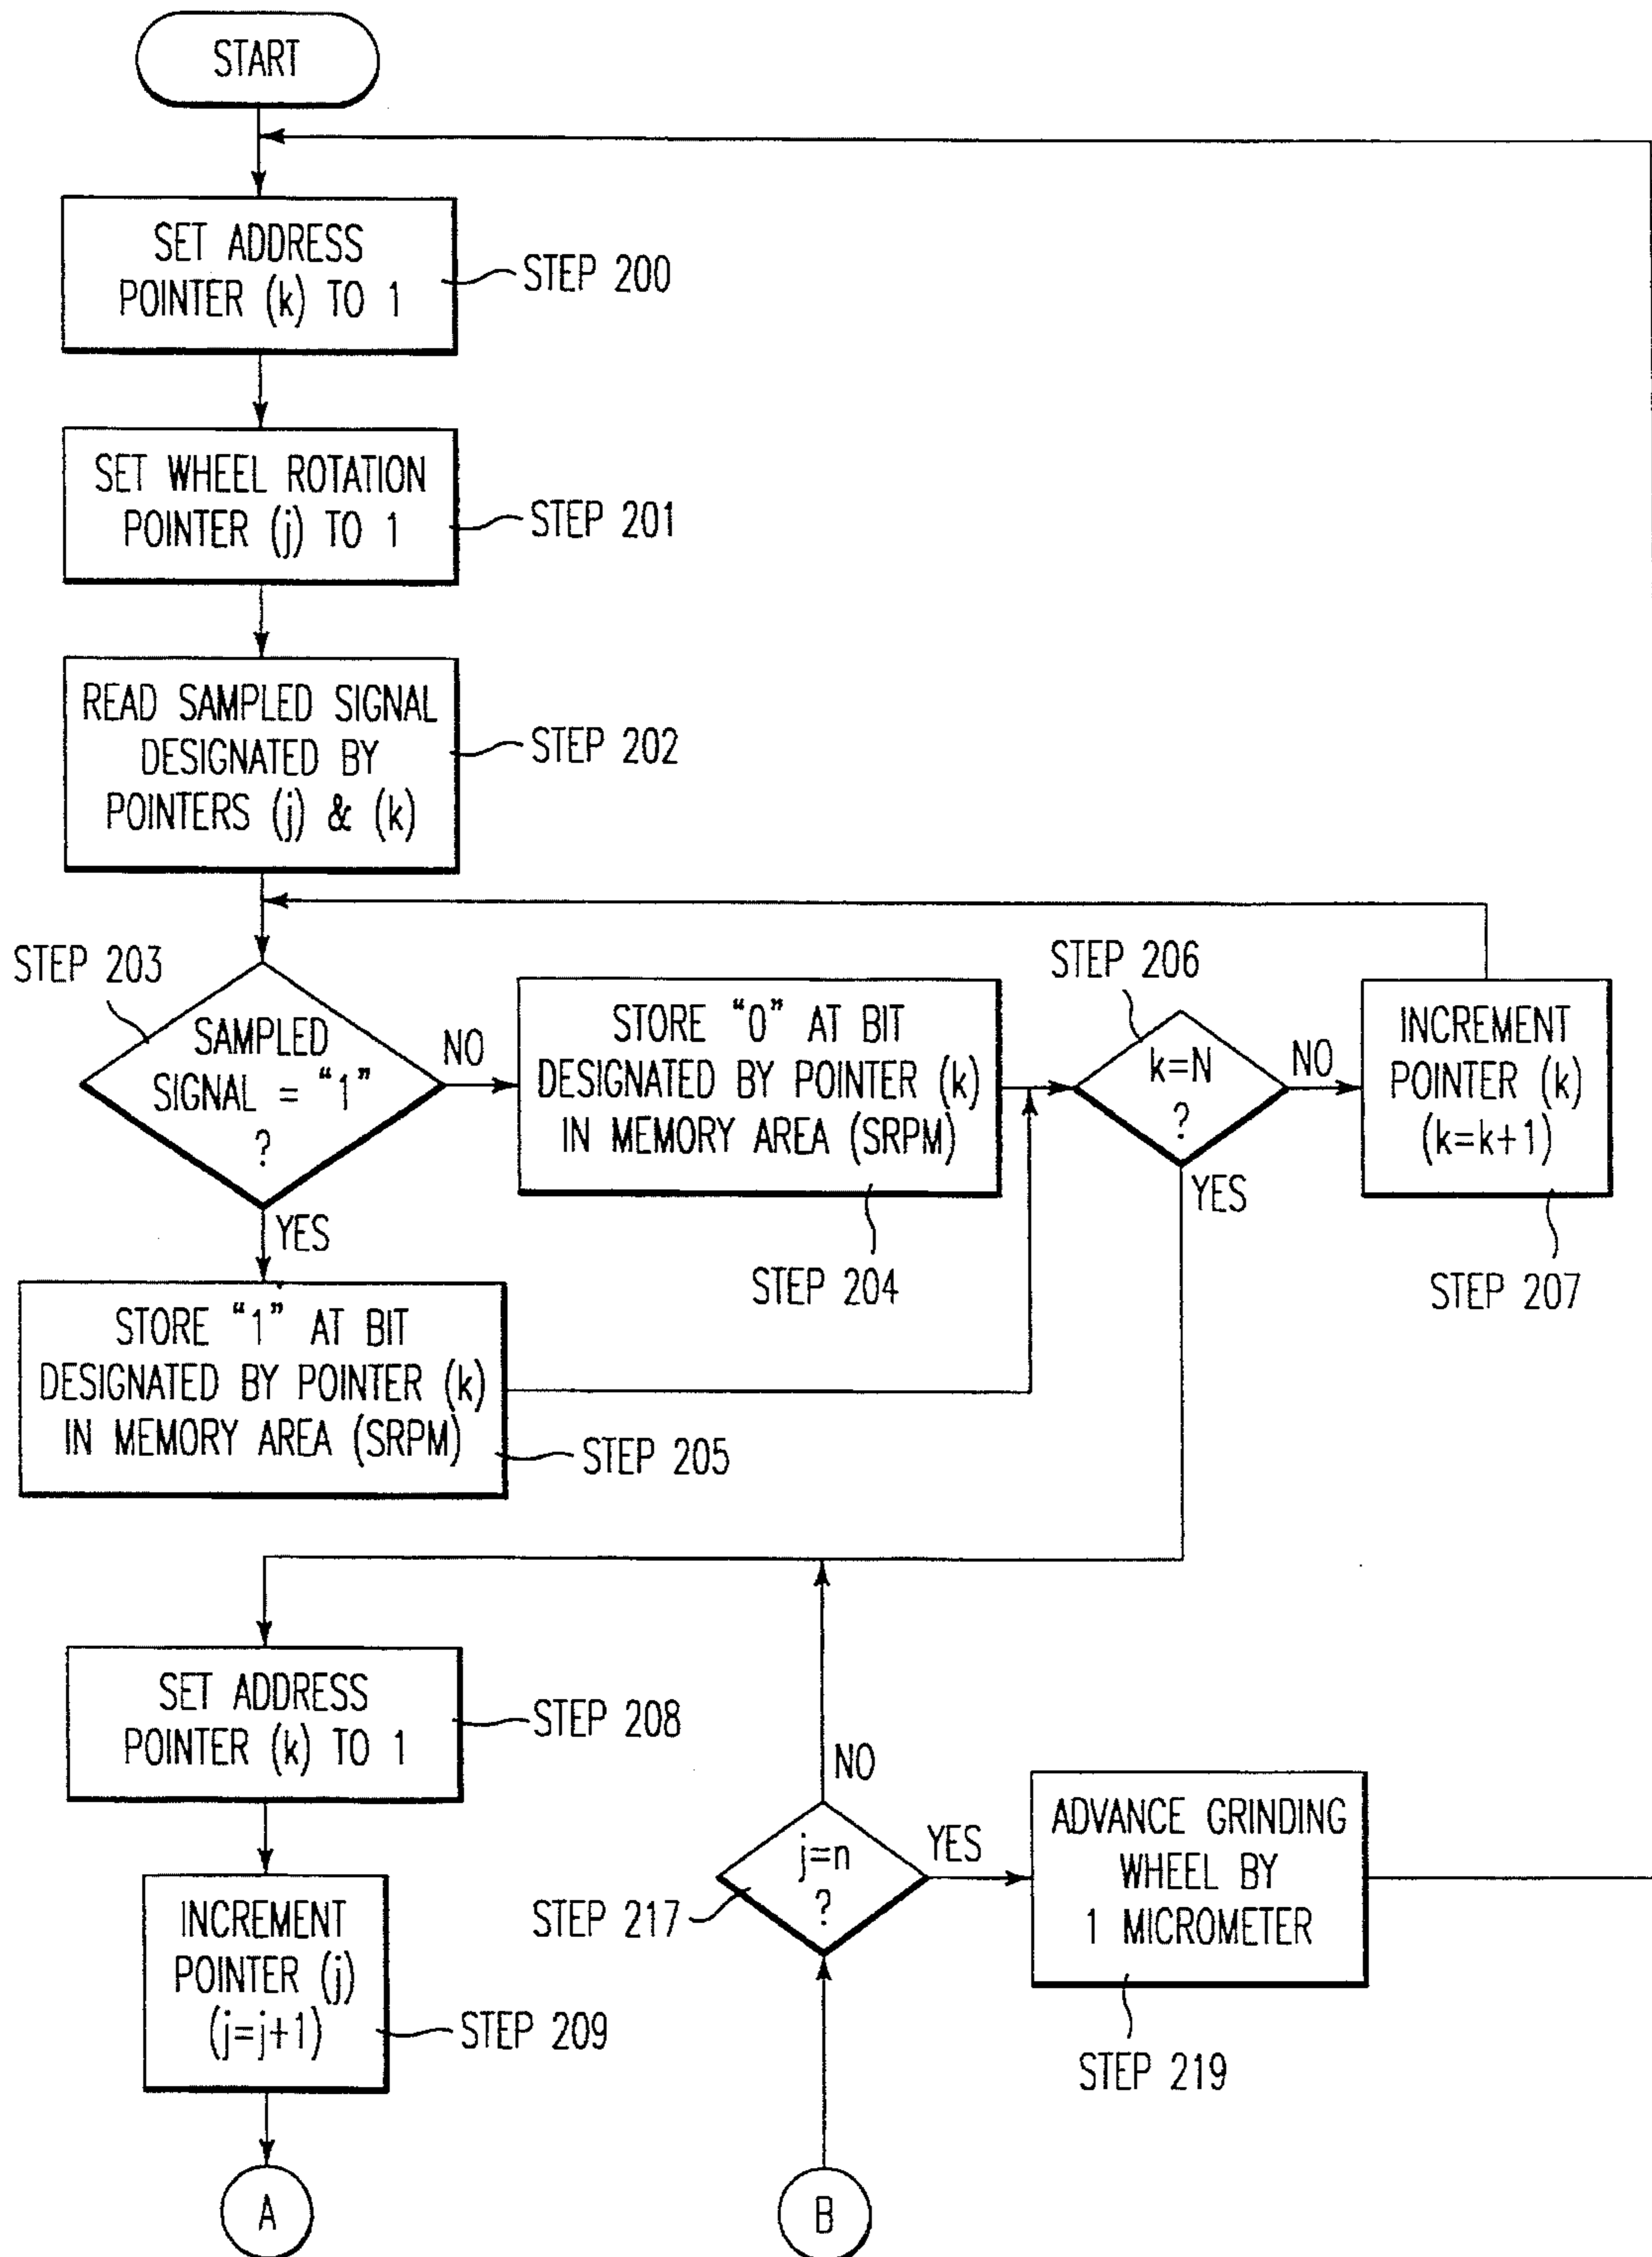 START
SET ADDRESS
POINTER (k) TO 1
STEP 200
SET WHEEL ROTATION
POINTER (j) TO 1
STEP 201
READ SAMPLED SIGNAL
DESIGNATED BY
POINTERS (j) & (k)
STEP 202
STEP 203
SAMPLED
SIGNAL = “1”
?
NO
YES
STORE “0” AT BIT
DESIGNATED BY POINTER (k)
IN MEMORY AREA (SRPM)
STEP 204
STEP 206
k=N
?
NO
YES
INCREMENT
POINTER (k)
(k=k+1)
STEP 207
STORE “1” AT BIT
DESIGNATED BY POINTER (k)
IN MEMORY AREA (SRPM)
STEP 205
SET ADDRESS
POINTER (k) TO 1
STEP 208
INCREMENT
POINTER (j)
(j=j+1)
STEP 209
A
NO
j=n
?
YES
STEP 217
ADVANCE GRINDING
WHEEL BY
1 MICROMETER
STEP 219
B